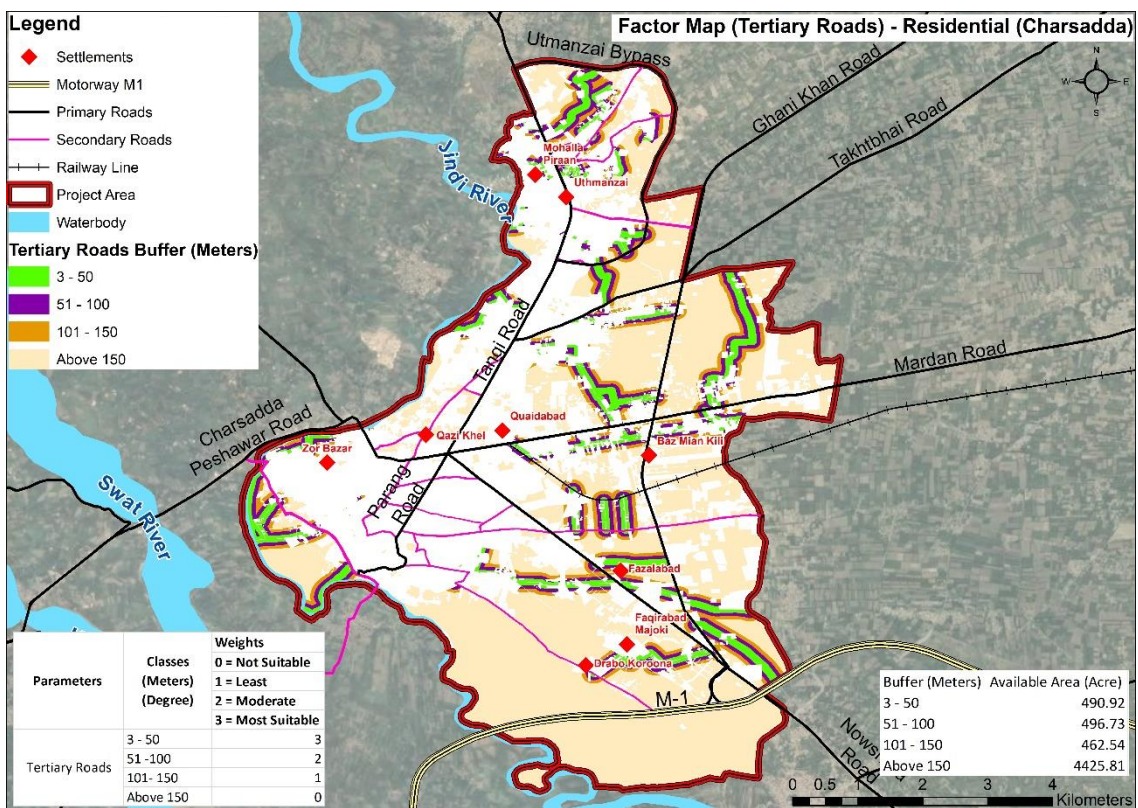 Factor Map (Tertiary Roads) - Residential (Charsadda)
Legend
Settlements
Motorway M1
Primary Roads
Secondary Roads
Railway Line
Project Area
Waterbody
Tertiary Roads Buffer (Meters)
3 - 50
51 - 100
101 - 150
Above 150
Utmanzai Bypass
Ghani Khan Road
Takhtbhai Road
N
W E
S
Jindi River
Mohalla
Piraan
Uthmanzai
Tangi Road
Mardan Road
Charsadda
Peshawar Road
Quaidabad
Qazi Khel
Baz Mian Kili
Zor Bazar
Parang
Road
Swat River
Fazalabad
Faqirabad
Majoki
Drabo Koroona
M-1
Road
Parameters
Classes
(Meters)
(Degree)
Weights
0 = Not Suitable
1 = Least
2 = Moderate
3 = Most Suitable
Tertiary Roads
3 - 50 3
51 -100 2
101- 150 1
Above 150 0
Buffer (Meters) Available Area (Acre)
3 - 50 490.92
51 - 100 496.73
101 - 150 462.54
Above 150 4425.81
0 0.5 1 2 3 4
Kilometers